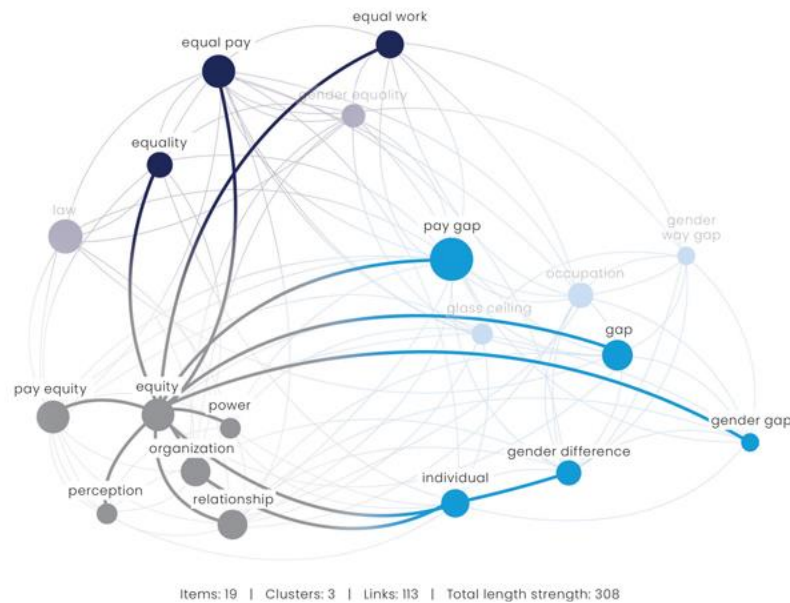 equal work
equal pay
gender equality
equality
law
pay gap
gender
way gap
occupation
glass ceiling
gap
pay equity
equity
power
gender gap
organization
gender difference
individual
perception
relationship
Items: 19 | Clusters: 3 | Links: 113 | Total length strength: 308